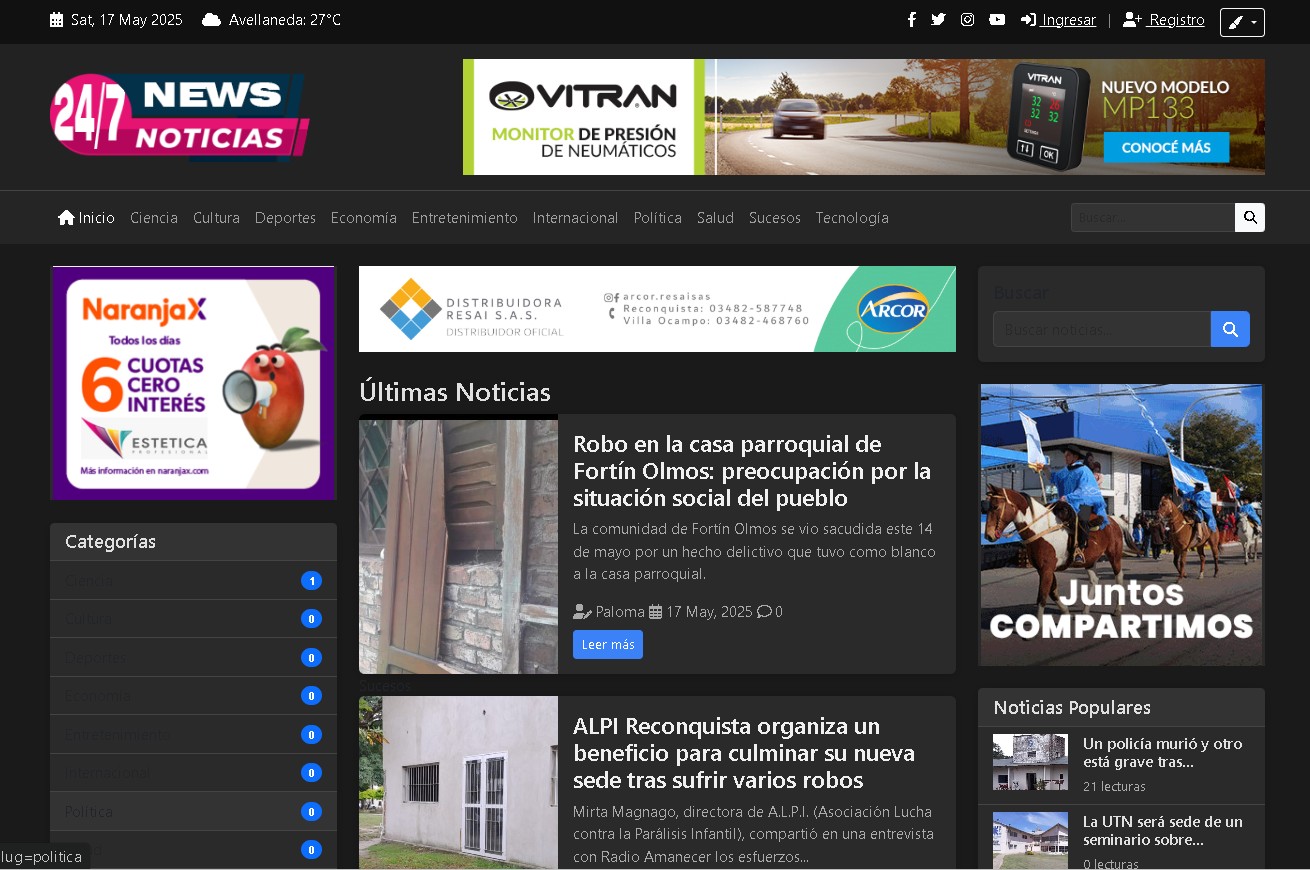 Sat, 17 May 2025 Avellaneda: 27°C
Ingresar | Registro
24/7 NEWS NOTICIAS
VITRAN
MONITOR DE PRESIÓN
DE NEUMÁTICOS
VITRAN
NUEVO MODELO
MP133
CONOCÉ MÁS
OK
Inicio Ciencia Cultura Deportes Economía Entretenimiento Internacional Política Salud Sucesos Tecnología
Buscar...
NaranjaX
Todos los días
6 CUOTAS
CERO
INTERÉS
ESTETICA
PROFESIONAL
Más información en naranjax.com
Categorías
Ciencia 1
Cultura 0
Deportes 0
Economía 0
Entretenimiento 0
Internacional 0
Política 0
0
lug=politica
DISTRIBUIDORA
RESAI S.A.S.
DISTRIBUIDOR OFICIAL
arcor.resaisas
Reconquista: 03482-587748
Villa Ocampo: 03482-468760
ARCOR
Últimas Noticias
Robo en la casa parroquial de
Fortín Olmos: preocupación por la
situación social del pueblo
La comunidad de Fortín Olmos se vio sacudida este 14
de mayo por un hecho delictivo que tuvo como blanco
a la casa parroquial.
Paloma 17 May, 2025 0
Leer más
Sucesos
ALPI Reconquista organiza un
beneficio para culminar su nueva
sede tras sufrir varios robos
Mirta Magnago, directora de A.L.P.I. (Asociación Lucha
contra la Parálisis Infantil), compartió en una entrevista
con Radio Amanecer los esfuerzos...
Buscar
Buscar noticias...
Juntos
COMPARTIMOS
Noticias Populares
Un policía murió y otro
está grave tras...
21 lecturas
La UTN será sede de un
seminario sobre...
0 lecturas